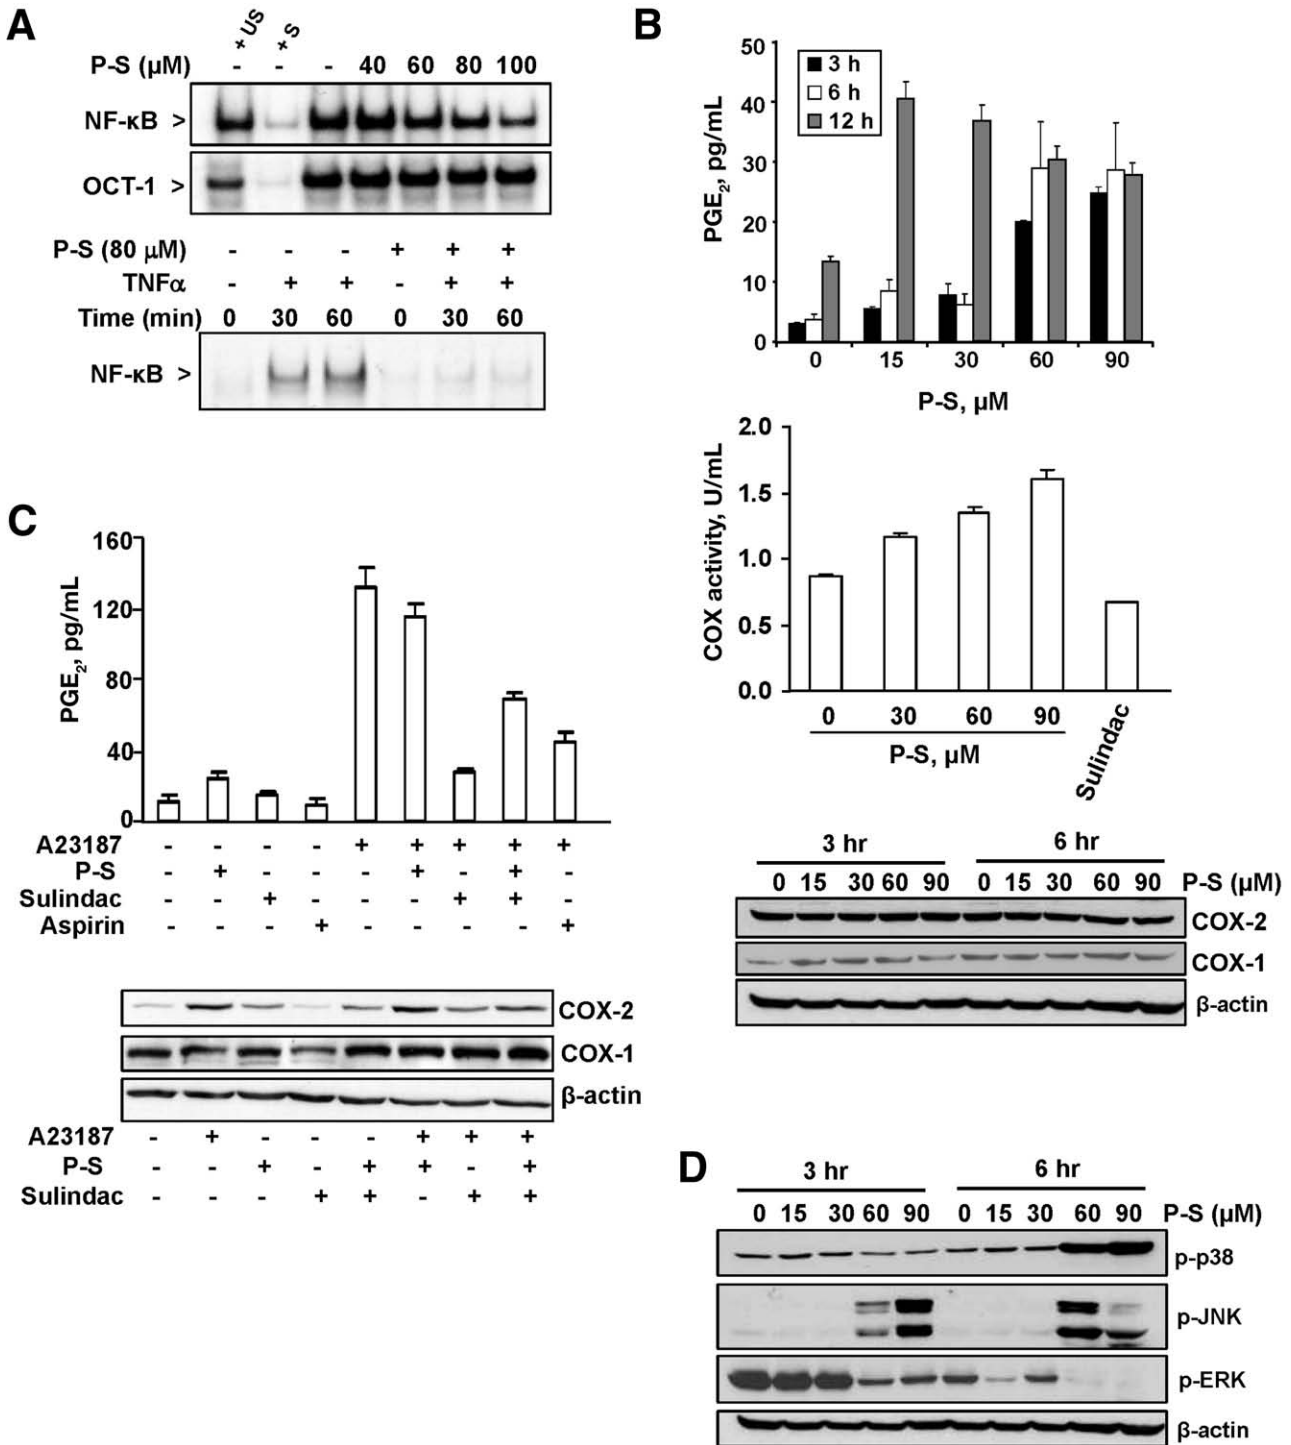 A
+ US
+ S
P-S (µM) - - - 40 60 80 100
NF-κB >
OCT-1 >
P-S (80 µM) - - - + + +
TNFα - + + - + +
Time (min) 0 30 60 0 30 60
NF-κB >
B
PGE2, pg/mL
50
40
30
20
10
0
3 h
6 h
12 h
0 15 30 60 90
P-S, µM
COX activity, U/mL
2.0
1.5
1.0
0.5
0.0
0 30 60 90
P-S, µM
Sulindac
3 hr 6 hr
0 15 30 60 90 0 15 30 60 90 P-S (µM)
COX-2
COX-1
β-actin
C
PGE2, pg/mL
160
120
80
40
0
A23187 - - - - + + + + +
P-S - + - - - + - + -
Sulindac - - + - - - + + -
Aspirin - - - + - - - - +
COX-2
COX-1
β-actin
A23187 - + - - - + + +
P-S - - + - + + - +
Sulindac - - - + + - + +
D
3 hr 6 hr
0 15 30 60 90 0 15 30 60 90 P-S (µM)
p-p38
p-JNK
p-ERK
β-actin